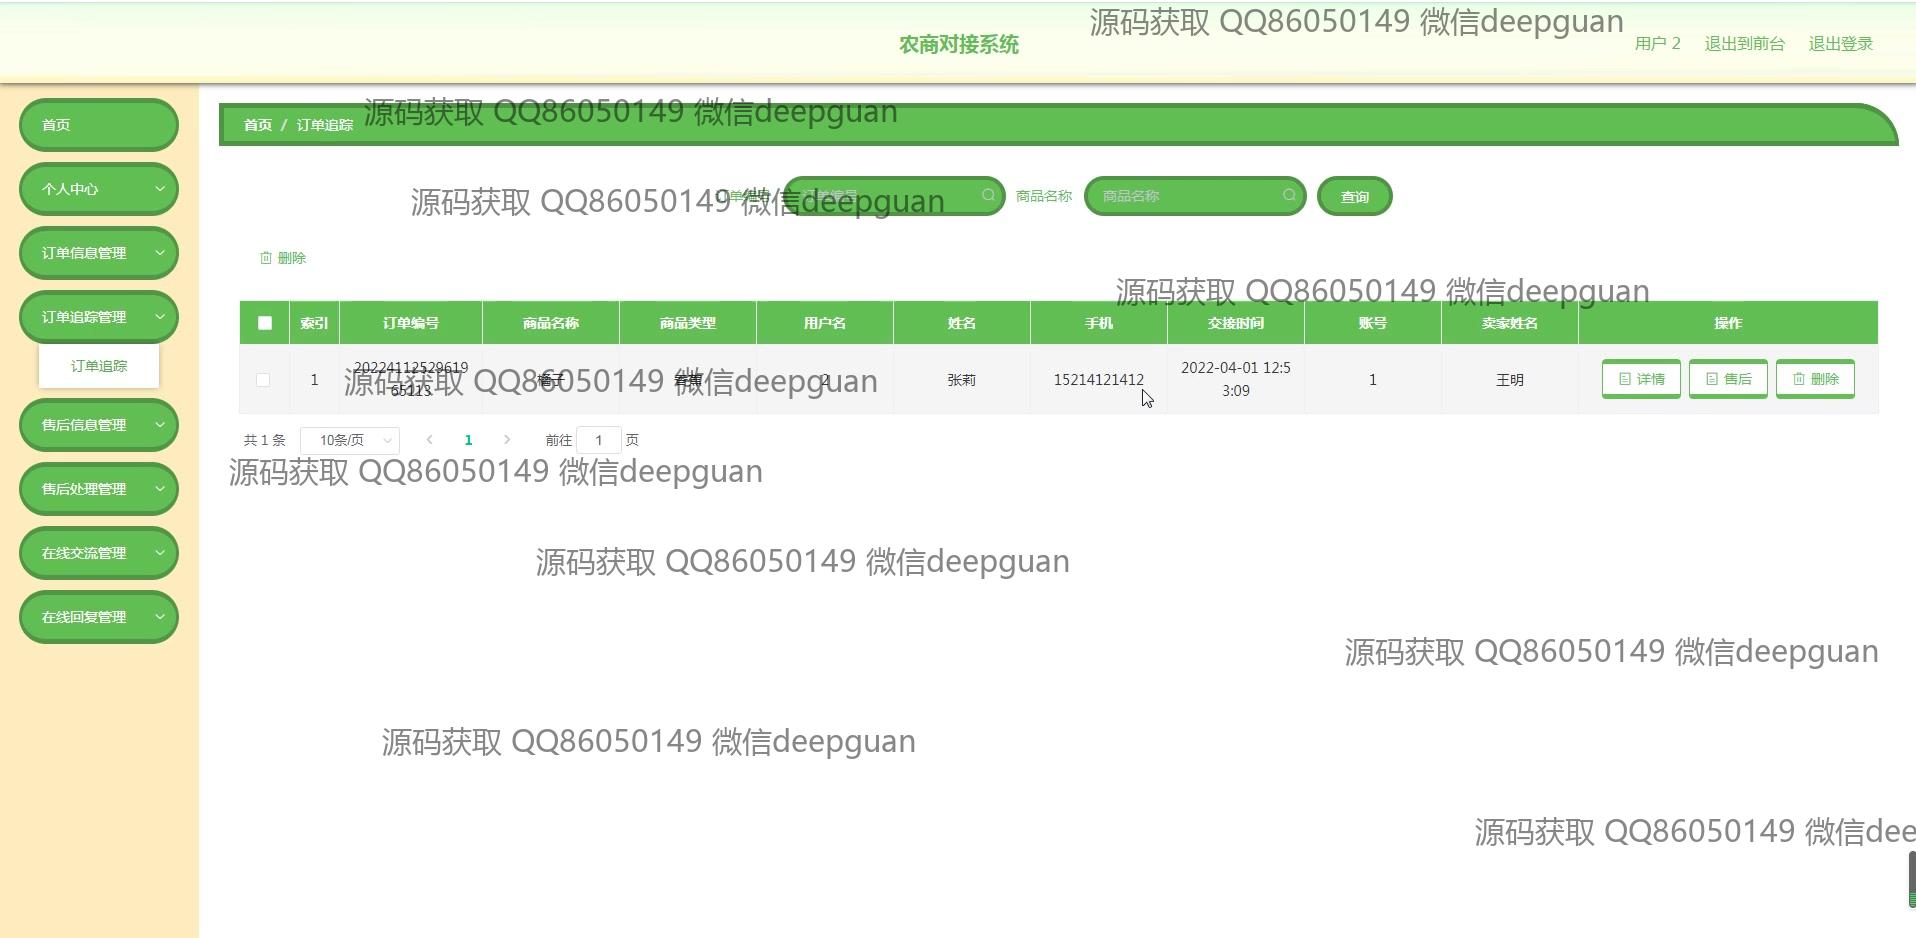 源码获取 QQ86050149 微信deepguan
农商对接系统
用户 2 退出到前台 退出登录
首页
个人中心
订单信息管理
订单追踪管理
订单追踪
售后信息管理
售后处理管理
在线交流管理
在线回复管理
首页 / 订单追踪
源码获取 QQ86050149 微信deepguan
订单编号 订单编号 商品名称 商品名称 查询
源码获取 QQ86050149 微信deepguan
删除
源码获取 QQ86050149 微信deepguan
索引 订单编号 商品名称 商品类型 用户名 姓名 手机 交接时间 账号 卖家姓名 操作
1 20224112529619 65113 橘子 香蕉 2 张莉 15214121412 2022-04-01 12:5 3:09 1 王明 详情 售后 删除
源码获取 QQ86050149 微信deepguan
共 1 条 10条/页 1 前往 1 页
源码获取 QQ86050149 微信deepguan
源码获取 QQ86050149 微信deepguan
源码获取 QQ86050149 微信deepguan
源码获取 QQ86050149 微信deepguan
源码获取 QQ86050149 微信dee